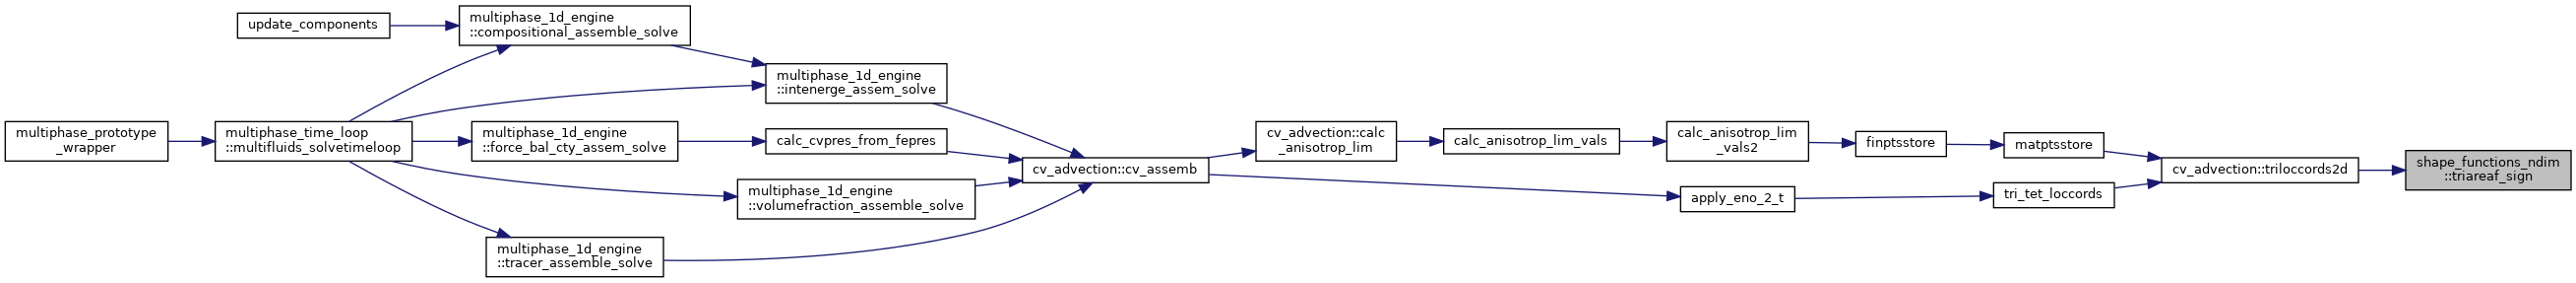 update_components
multiphase_1d_engine
::compositional_assemble_solve
multiphase_1d_engine
::intenerge_assem_solve
multiphase_prototype
_wrapper
multiphase_time_loop
::multifluids_solvetimeloop
multiphase_1d_engine
::force_bal_cty_assem_solve
calc_cvpres_from_fepres
multiphase_1d_engine
::volumefraction_assemble_solve
multiphase_1d_engine
::tracer_assemble_solve
cv_advection::cv_assemb
cv_advection::calc
_anisotrop_lim
calc_anisotrop_lim_vals
calc_anisotrop_lim
_vals2
finptsstore
matptsstore
apply_eno_2_t
tri_tet_loccords
cv_advection::triloccords2d
shape_functions_ndim
::triareaf_sign